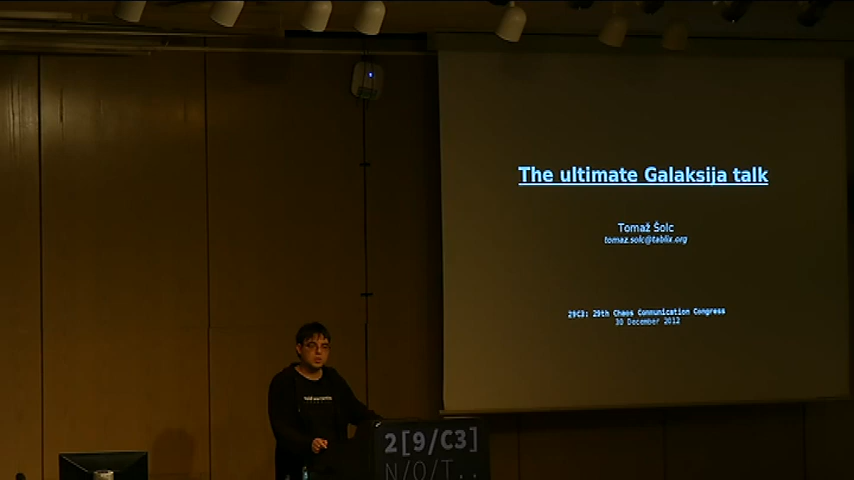 The ultimate Galaksija talk
Tomaž Šolc
tomaz.solc@tablix.org
29C3: 29th Chaos Communication Congress
30 December 2012
2[9/C3]
N/O/T..